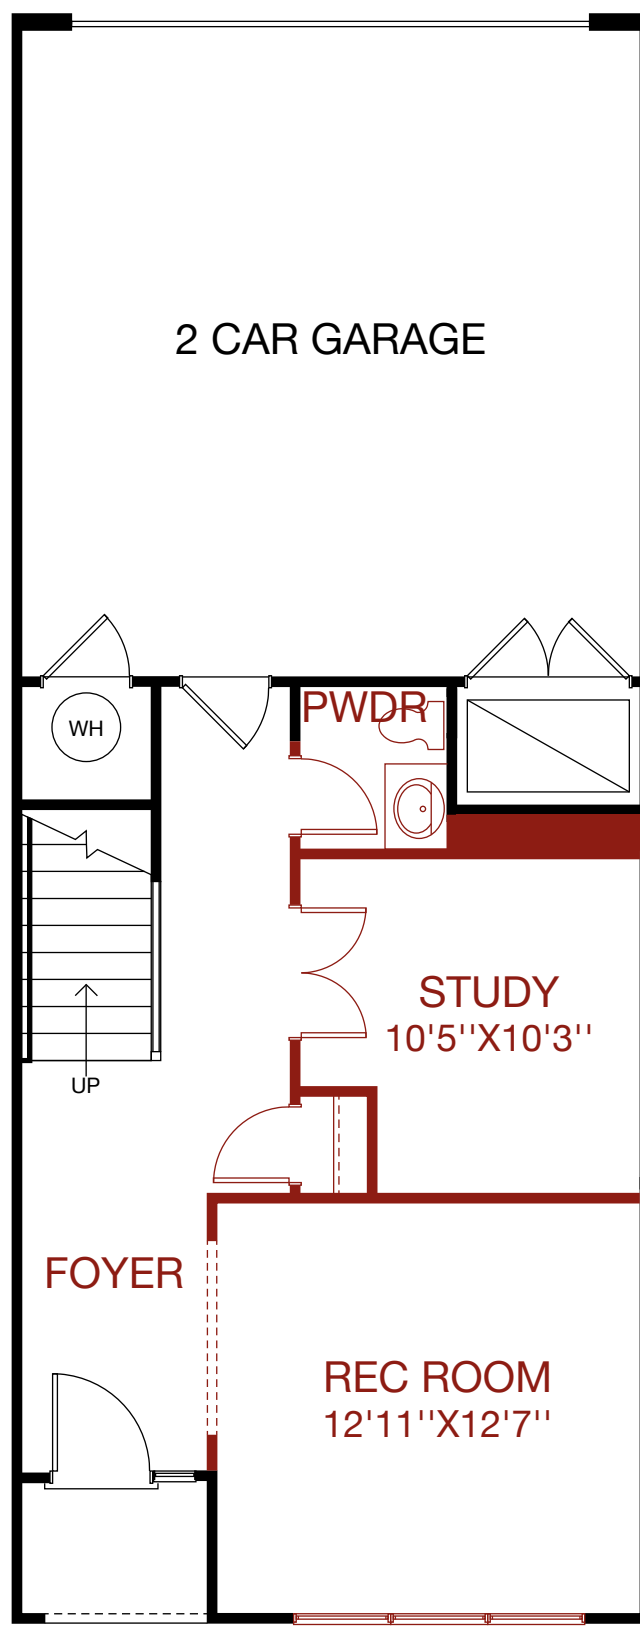 2 CAR GARAGE
PWDR
WH
STUDY
10'5''X10'3''
UP
FOYER
REC ROOM
12'11''X12'7''